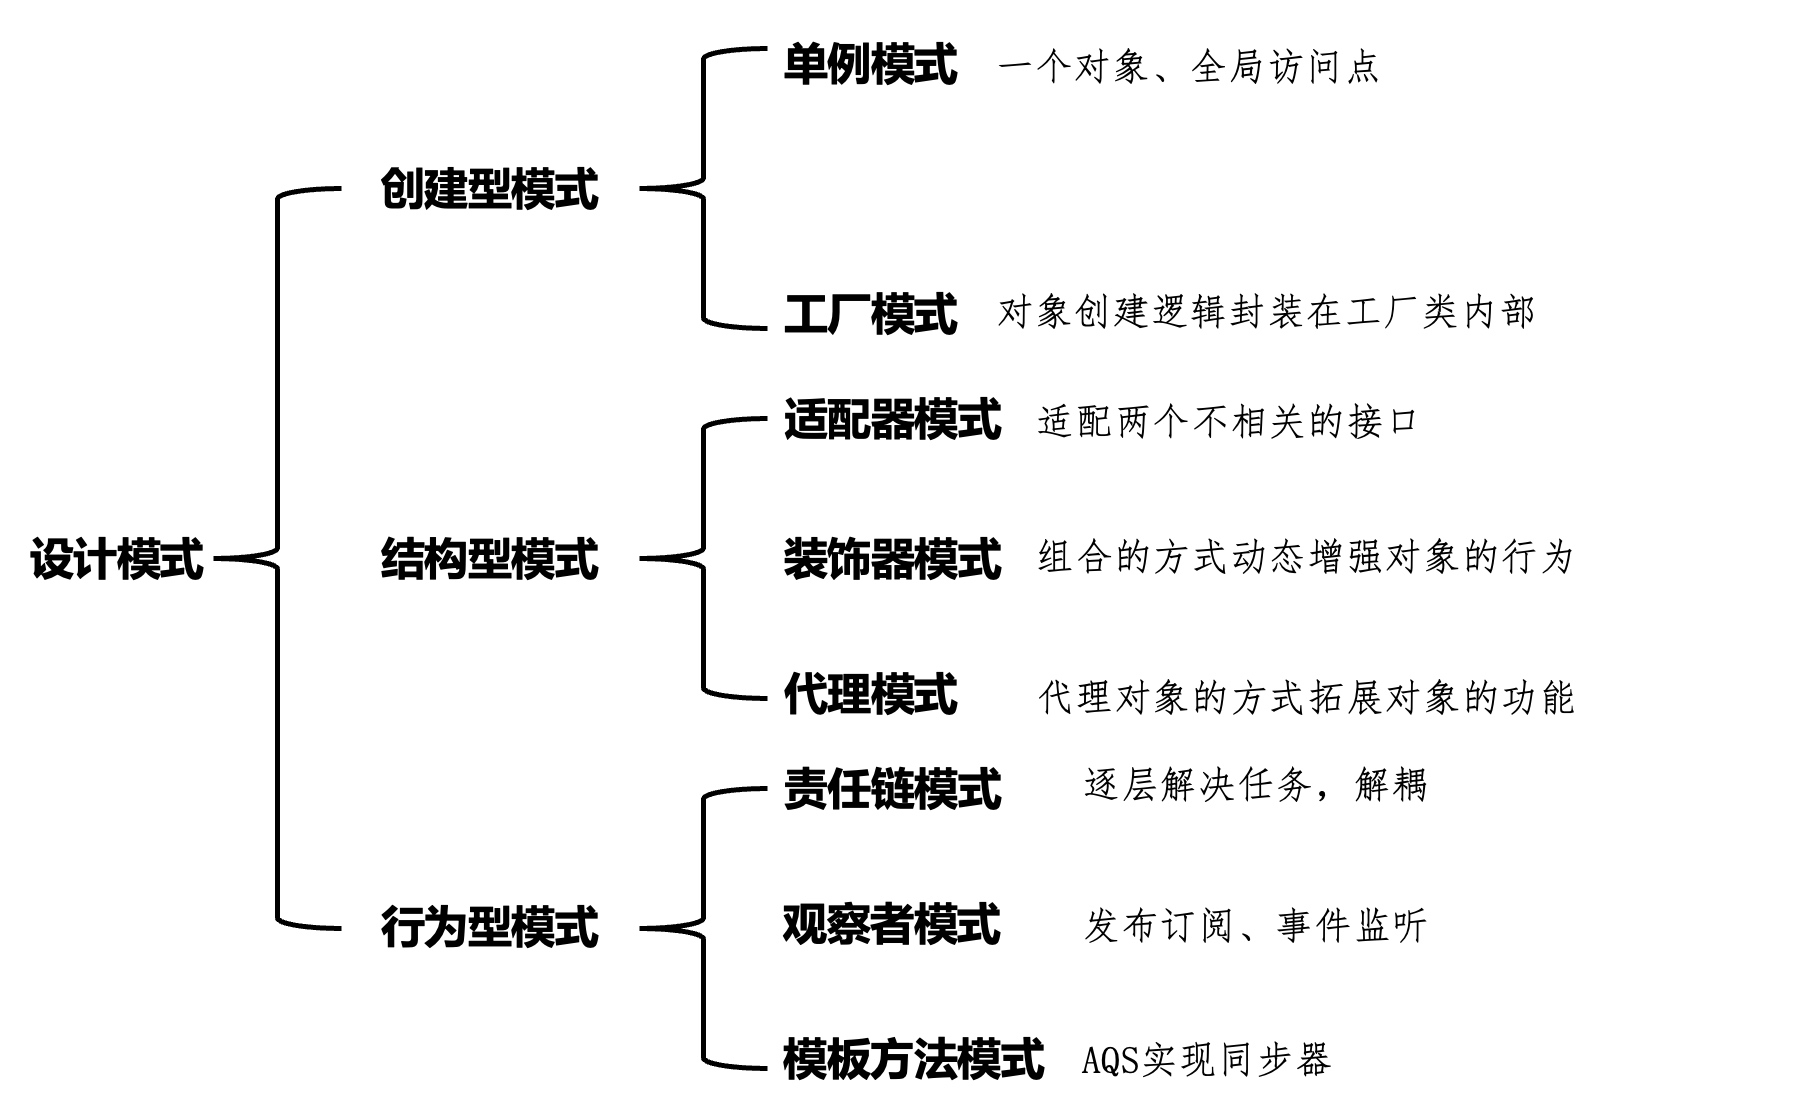 设计模式
创建型模式
单例模式 一个对象、全局访问点
工厂模式 对象创建逻辑封装在工厂类内部
结构型模式
适配器模式 适配两个不相关的接口
装饰器模式 组合的方式动态增强对象的行为
代理模式 代理对象的方式拓展对象的功能
行为型模式
责任链模式 逐层解决任务，解耦
观察者模式 发布订阅、事件监听
模板方法模式 AQS实现同步器